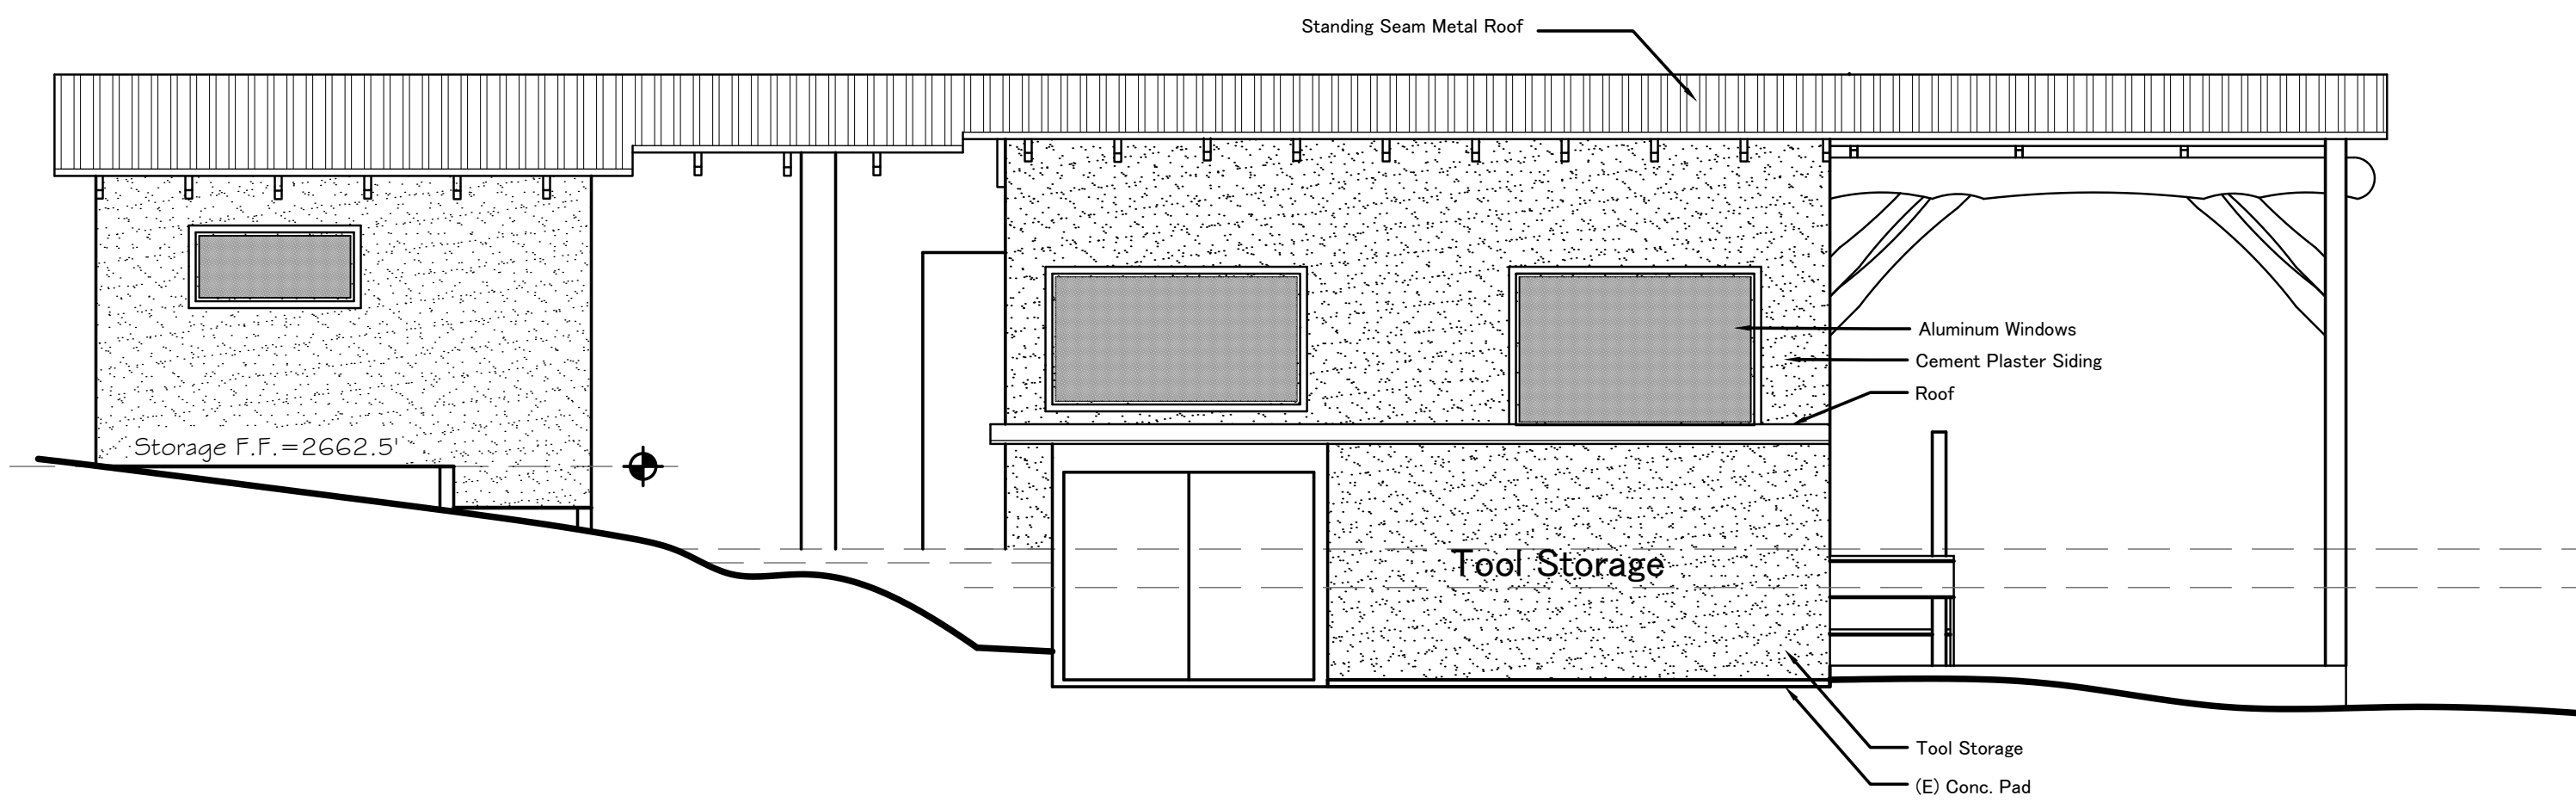 Standing Seam Metal Roof
Aluminum Windows
Cement Plaster Siding
Roof
Storage F.F.=2662.5'
Tool Storage
Tool Storage
(E) Conc. Pad